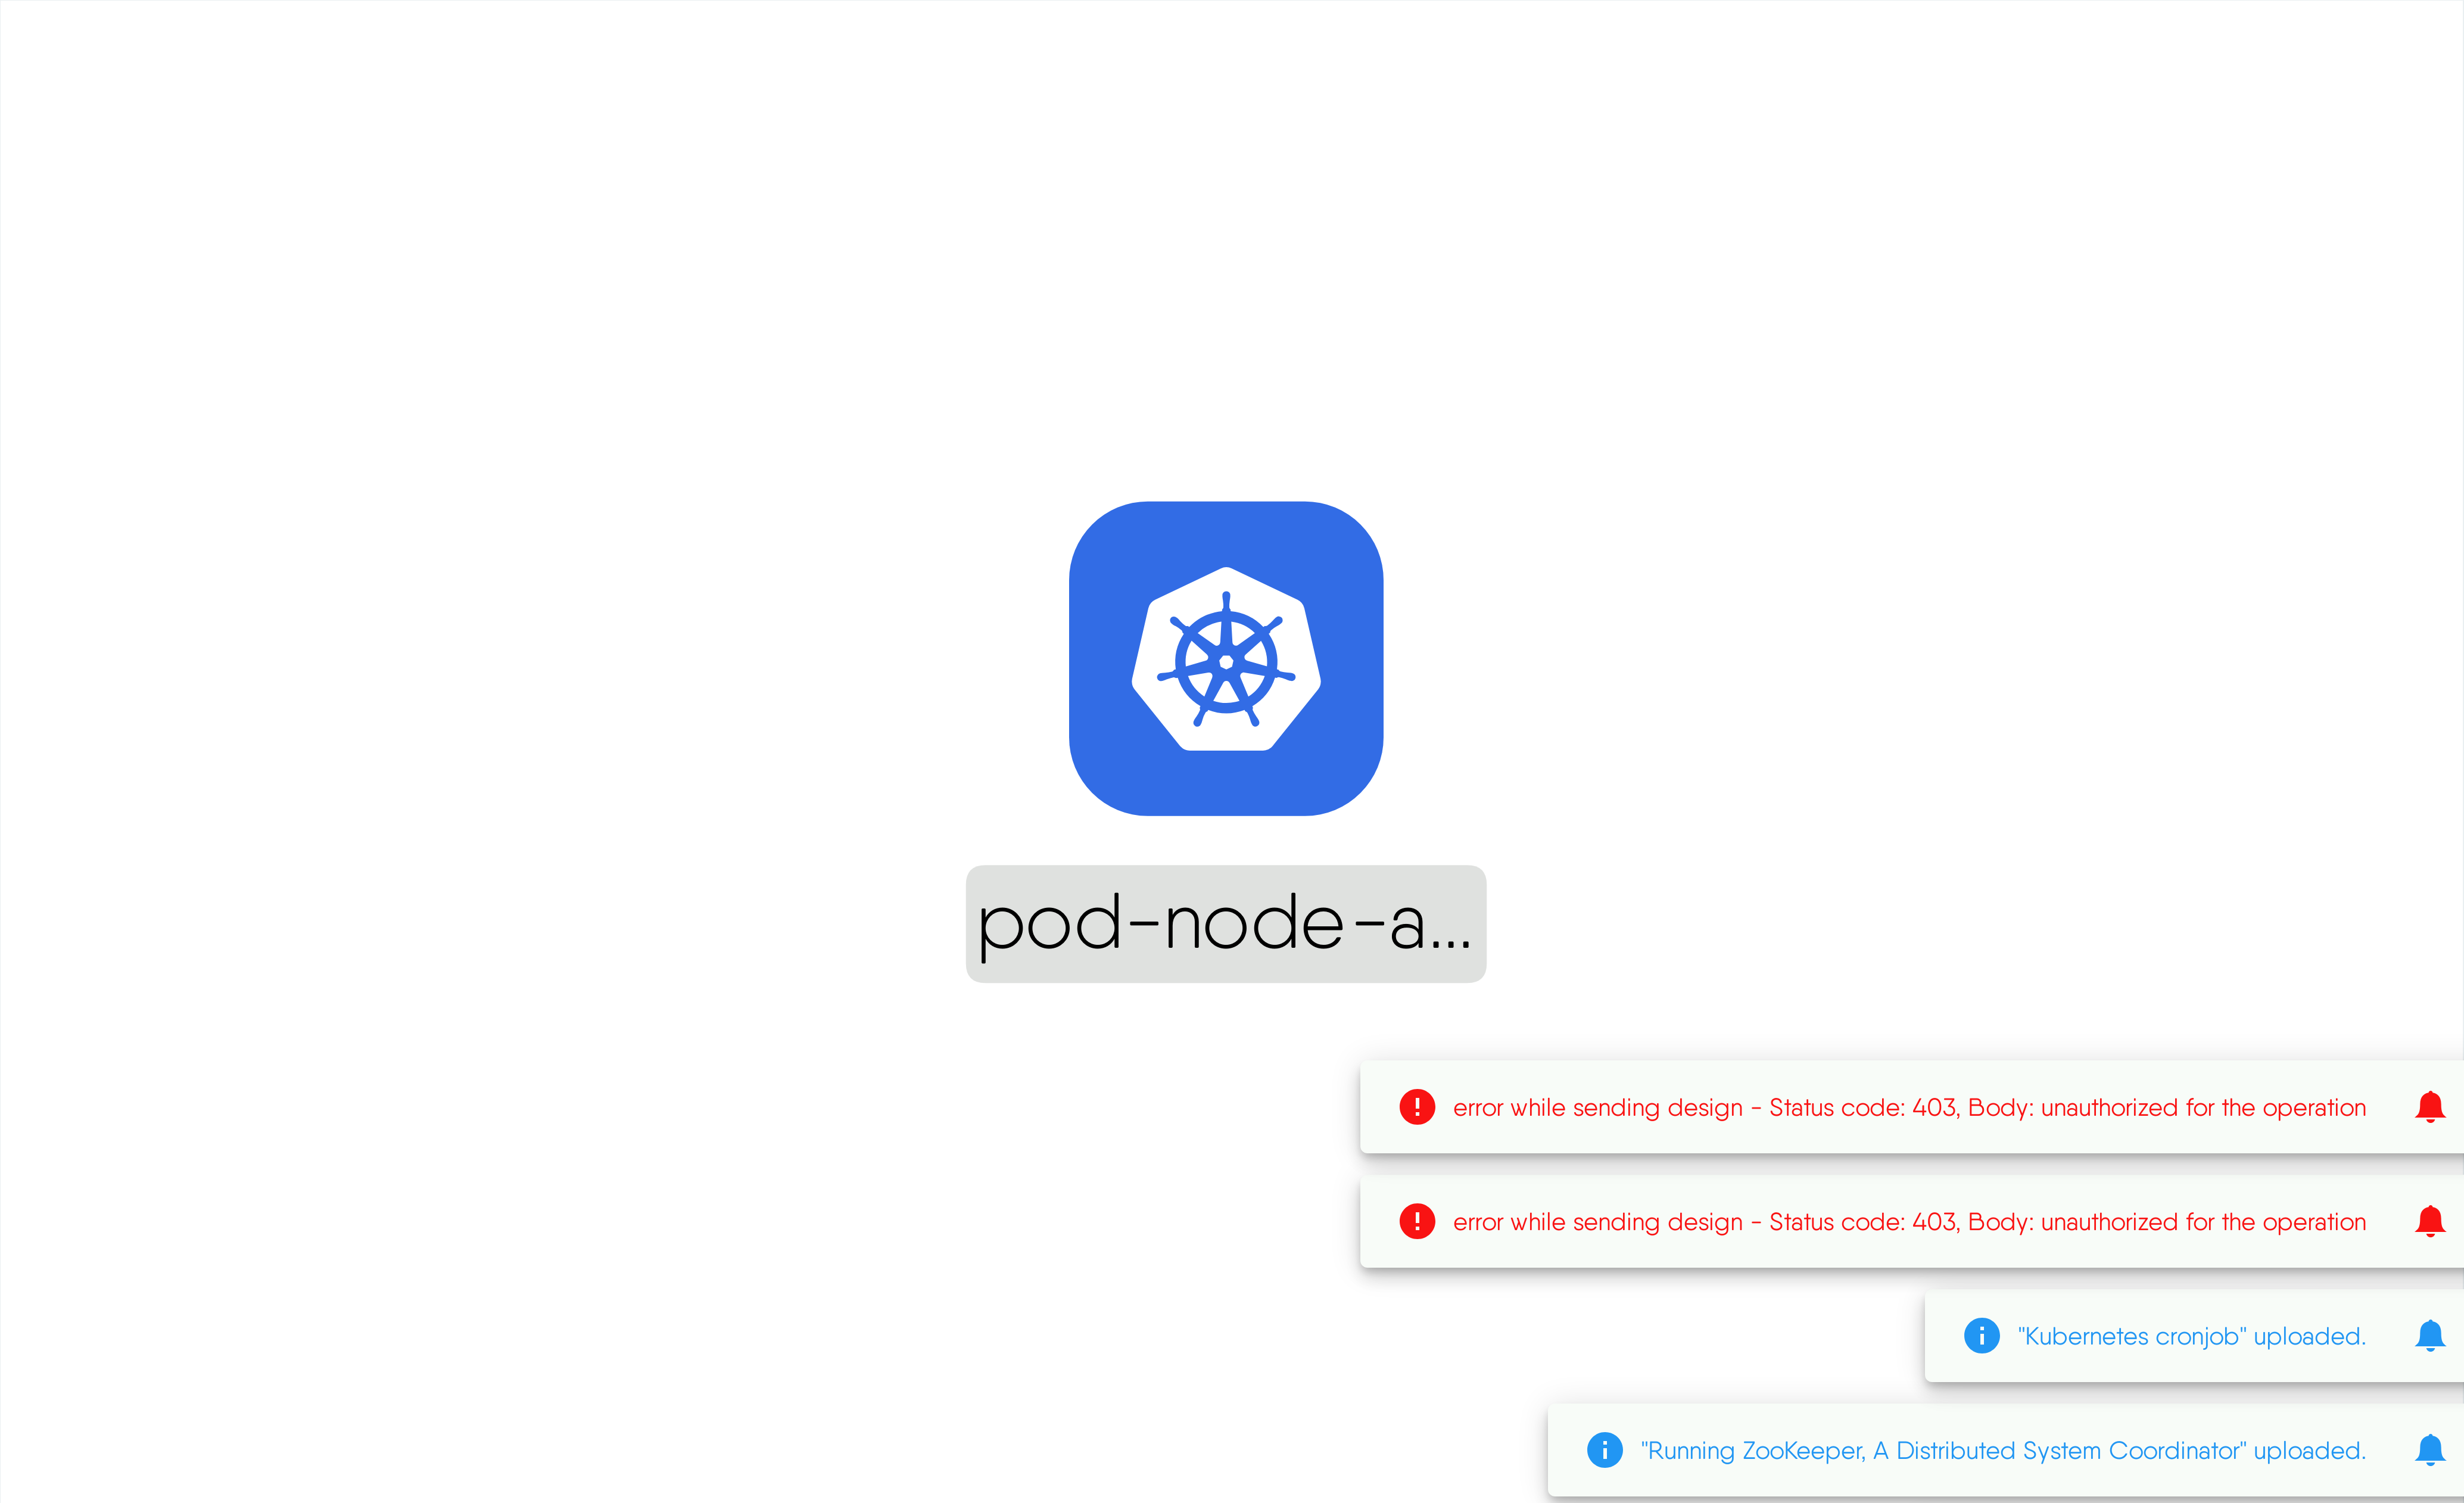 pod-node-a...
error while sending design - Status code: 403, Body: unauthorized for the operation
error while sending design - Status code: 403, Body: unauthorized for the operation
"Kubernetes cronjob" uploaded.
"Running ZooKeeper, A Distributed System Coordinator" uploaded.